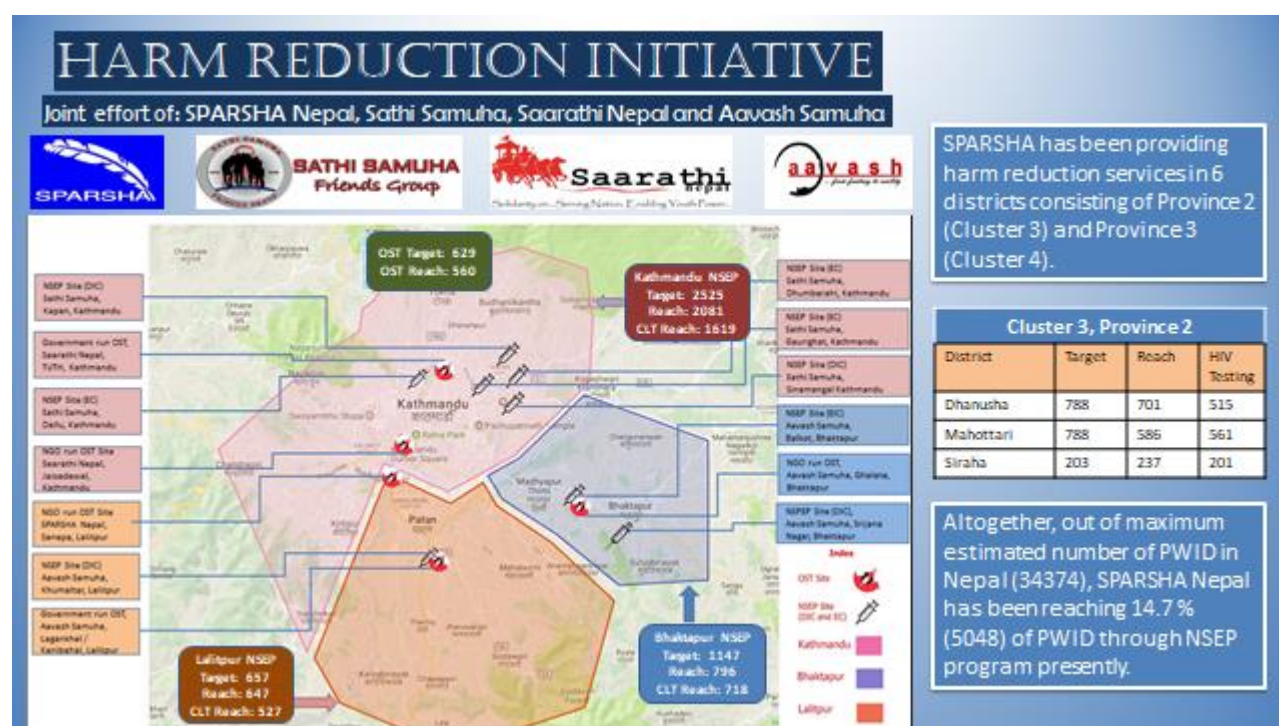 HARM REDUCTION INITIATIVE
Joint effort of: SPARSHA Nepal, Sathi Samuha, Saarathi Nepal and Aavash Samuha
SPARSHA
SATHI SAMUHA
Friends Group
Saarathi
nepal
aavash
OST Target: 629
OST Reach: 560
Kathmandu NSEP
Target: 2525
Reach: 2081
CLT Reach: 1619
NSEP Site (DIC)
Sathi Samuha,
Kapan, Kathmandu
Government run OST,
Saarathi Nepal,
TUTH, Kathmandu
NSEP Site (EC)
Sathi Samuha,
Dallu, Kathmandu
NGO run OST Site
Saarathi Nepal,
Jaisedewal,
Kathmandu
NGO run OST Site
SPARSHA Nepal,
Sanepa, Lalitpur
NSEP Site (DIC)
Aavash Samuha,
Khumaltar, Lalitpur
Government run OST,
Aavash Samuha,
Lagankhel /
Lalitpur
NSEP Site (EC)
Sathi Samuha,
Dhumbarahi, Kathmandu
NSEP Site (EC)
Sathi Samuha,
Gaurighat, Kathmandu
NSEP Site (DIC)
Sathi Samuha,
Sinamangal Kathmandu
NSEP Site (EC)
Aavash Samuha,
Balkot, Bhaktapur
NGO run OST,
Aavash Samuha,
Bhaktapur
Site (DIC),
Aavash Samuha, Srijana
Nagar, Bhaktapur
Kathmandu
Ratna Park
Patan
Bhaktapur
Index
OST Site
NSEP Site
(DIC and EC)
Kathmandu
Bhaktapur
Lalitpur
Lalitpur NSEP
Target: 657
Reach: 647
CLT Reach: 527
Bhaktapur NSEP
Target: 1147
Reach: 796
CLT Reach: 718
SPARSHA has been providing
harm reduction services in 6
districts consisting of Province 2
(Cluster 3) and Province 3
(Cluster 4).
Cluster 3, Province 2
District Target Reach HIV
Testing
Dhanusha 788 701 515
Mahottari 788 586 561
Siraha 203 237 201
Altogether, out of maximum
estimated number of PWID in
Nepal (34374), SPARSHA Nepal
has been reaching 14.7 %
(5048) of PWID through NSEP
program presently.